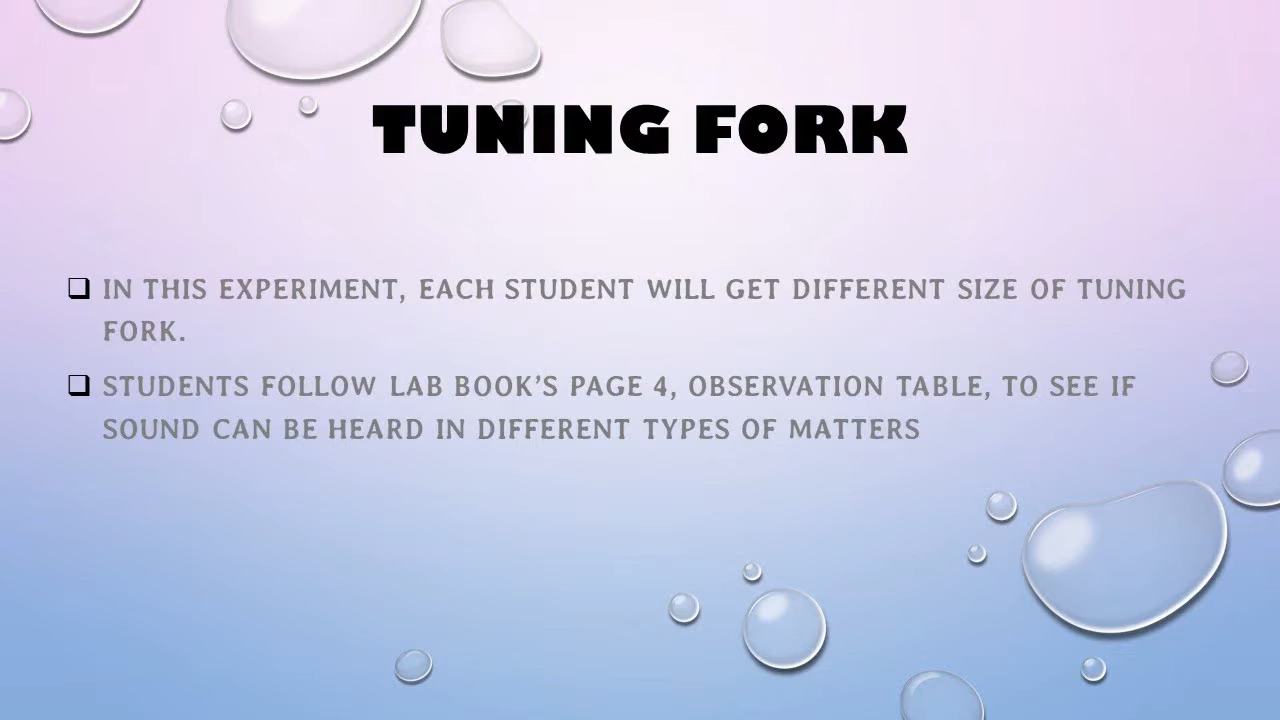 TUNING FORK
IN THIS EXPERIMENT, EACH STUDENT WILL GET DIFFERENT SIZE OF TUNING
FORK.
STUDENTS FOLLOW LAB BOOK’S PAGE 4, OBSERVATION TABLE, TO SEE IF
SOUND CAN BE HEARD IN DIFFERENT TYPES OF MATTERS